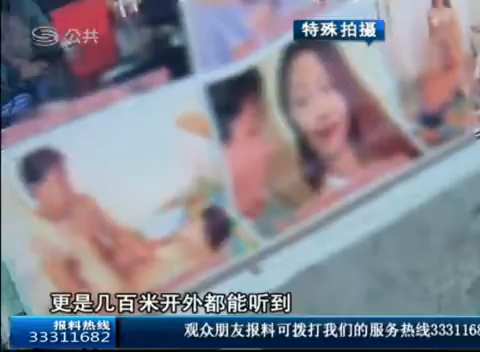 公共
特殊拍摄
更是几百米开外都能听到
报料热线
33311682
观众朋友报料可拨打我们的服务热线3331168